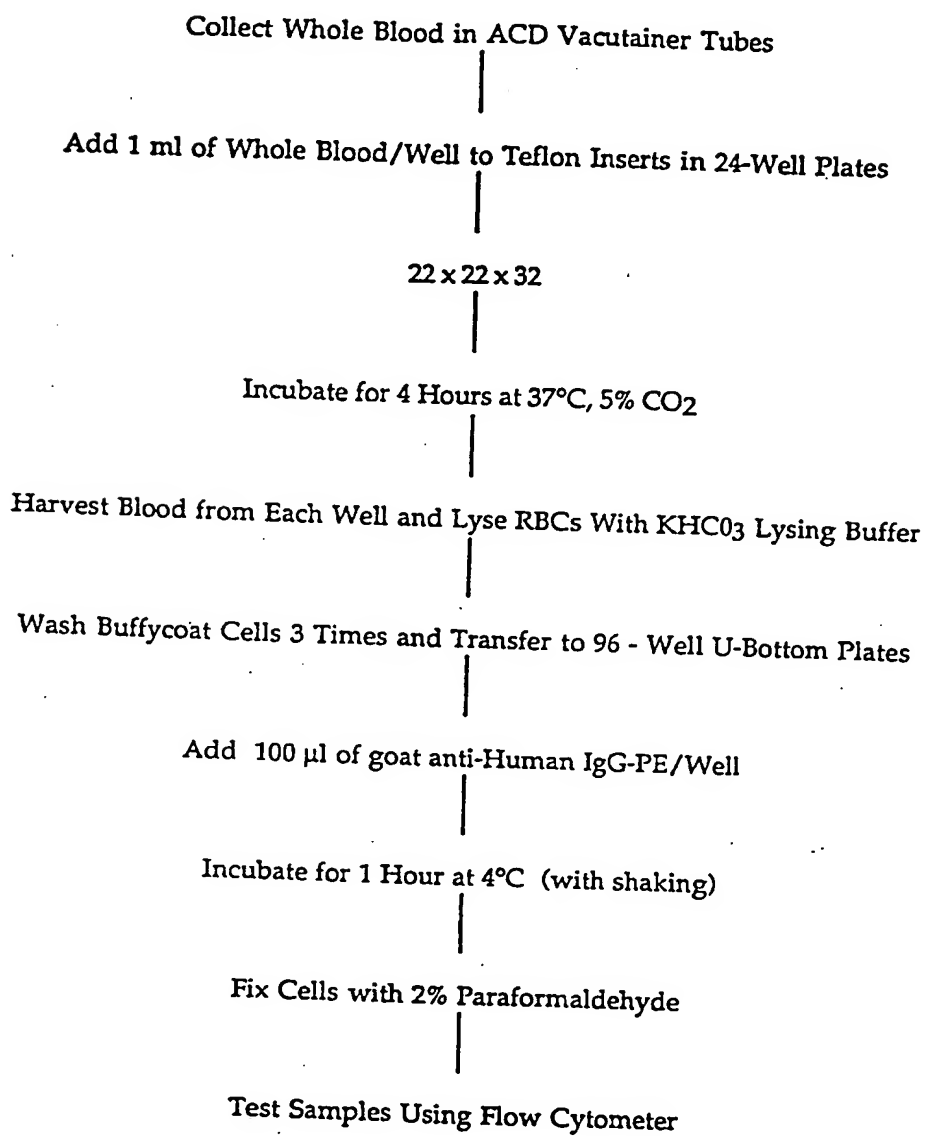 Collect Whole Blood in ACD Vacutainer Tubes
Add 1 ml of Whole Blood/Well to Teflon Inserts in 24-Well Plates
22 x 22 x 32
Incubate for 4 Hours at 37°C, 5% CO2
Harvest Blood from Each Well and Lyse RBCs With KHC03 Lysing Buffer
Wash Buffycoat Cells 3 Times and Transfer to 96 - Well U-Bottom Plates
Add 100 µl of goat anti-Human IgG-PE/Well
Incubate for 1 Hour at 4°C (with shaking)
Fix Cells with 2% Paraformaldehyde
Test Samples Using Flow Cytometer